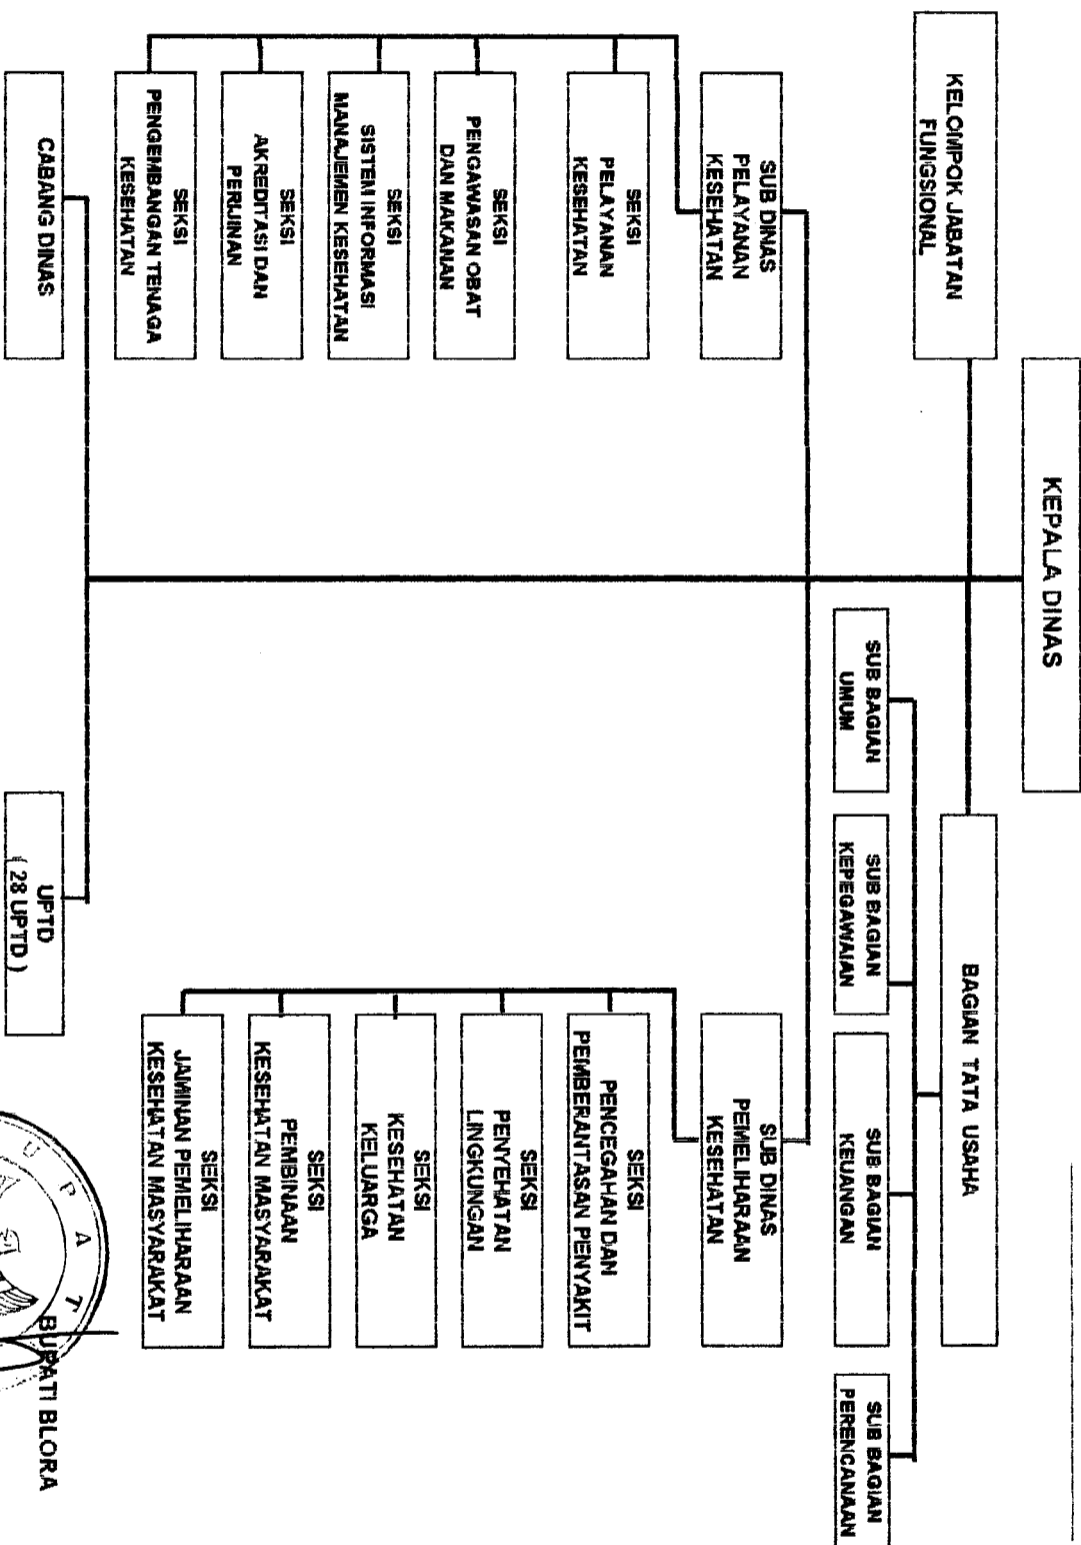 KEPALA DINAS
KELOMPOK JABATAN
FUNGSIONAL
BAGIAN TATA USAHA
SUB BAGIAN
UMUM
SUB BAGIAN
KEPEGAWAIAN
SUB BAGIAN
KEUANGAN
SUB BAGIAN
PERENCANAAN
SUB DINAS
PELAYANAN
KESEHATAN
SEKSI
PELAYANAN
KESEHATAN
SEKSI
PENGAWASAN OBAT
DAN MAKANAN
SEKSI
SISTEM INFORMASI
MANAJEMEN KESEHATAN
SEKSI
AKREDITASI DAN
PERIJINAN
SEKSI
PENGEMBANGAN TENAGA
KESEHATAN
SUB DINAS
PEMELIHARAAN
KESEHATAN
SEKSI
PENCEGAHAN DAN
PEMBERANTASAN PENYAKIT
SEKSI
PENYEHATAN
LINGKUNGAN
SEKSI
KESEHATAN
KELUARGA
SEKSI
PEMBINAAN
KESEHATAN MASYARAKAT
SEKSI
JAMINAN PEMELIHARAAN
KESEHATAN MASYARAKAT
CABANG DINAS
UPTD
( 28 UPTD )
BUPATI BLORA
U P A T